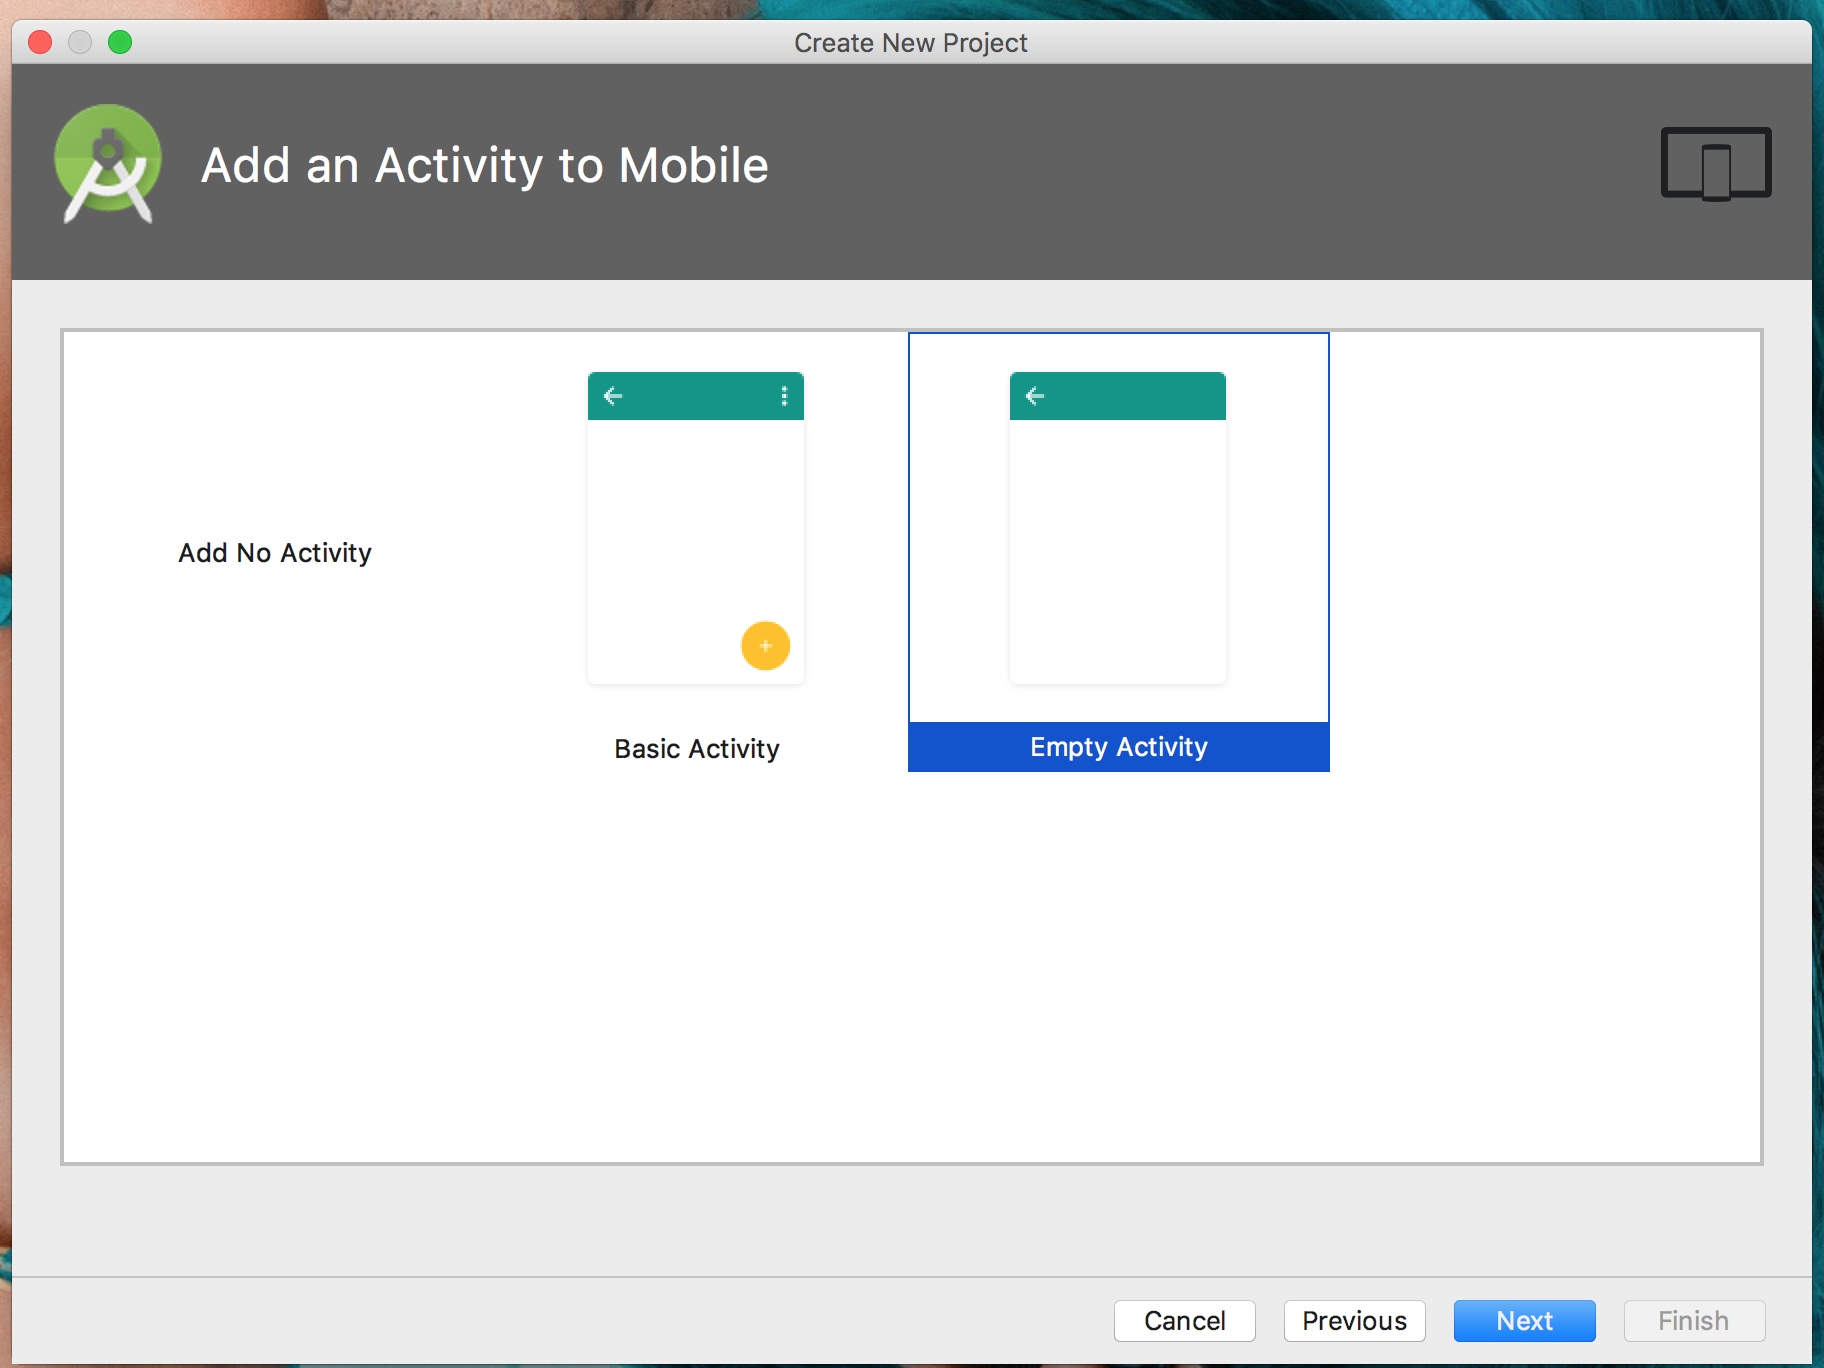 Create New Project
Add an Activity to Mobile
Add No Activity
Basic Activity
Empty Activity
Cancel
Previous
Next
Finish